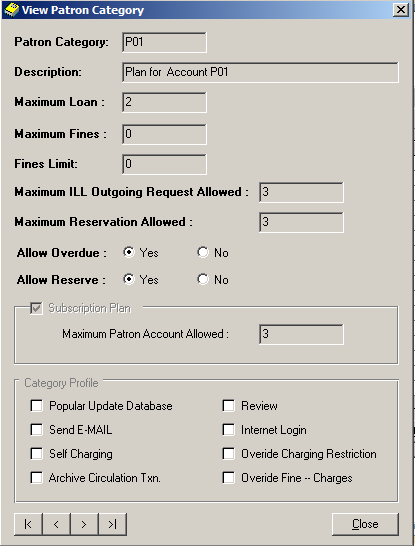 View Patron Category
Patron Category: P01
Description: Plan for Account P01
Maximum Loan : 2
Maximum Fines : 0
Fines Limit: 0
Maximum ILL Outgoing Request Allowed : 3
Maximum Reservation Allowed : 3
Allow Overdue : Yes No
Allow Reserve : Yes No
Subscription Plan
Maximum Patron Account Allowed : 3
Category Profile
Popular Update Database Review
Send E-MAIL Internet Login
Self Charging Overide Charging Restriction
Archive Circulation Txn. Overide Fine -- Charges
|< < > >| Close